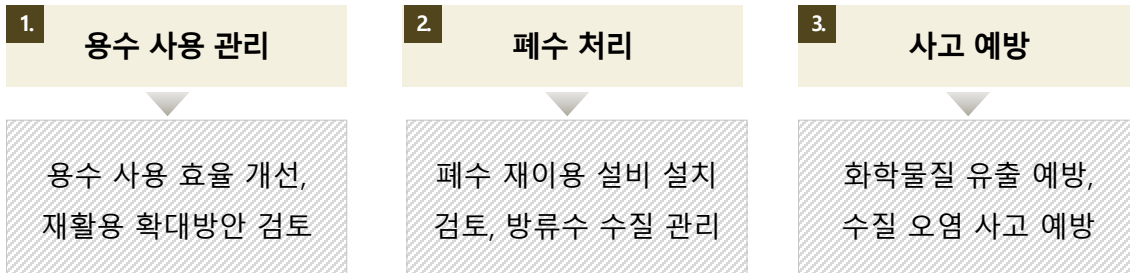 1.
용수 사용 관리
용수 사용 효율 개선,
재활용 확대방안 검토
2.
폐수 처리
폐수 재이용 설비 설치
검토, 방류수 수질 관리
3.
사고 예방
화학물질 유출 예방,
수질 오염 사고 예방